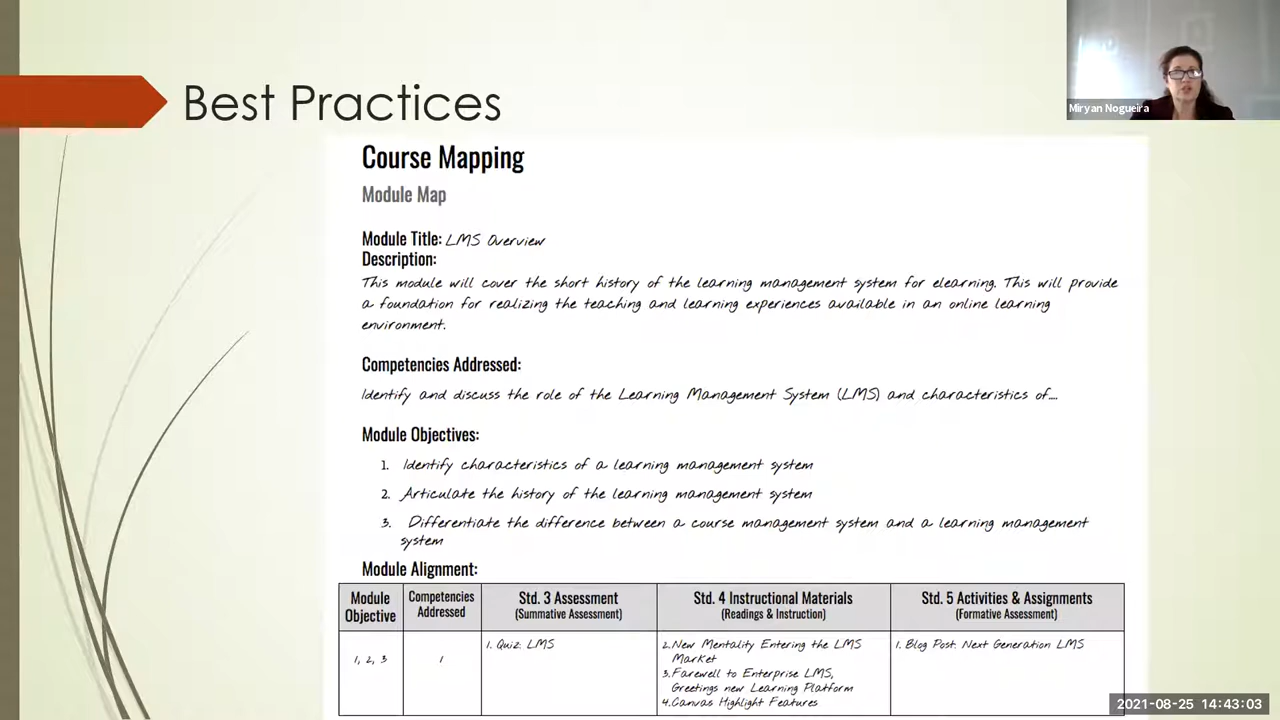 Best Practices
Miryan Nogueira
Course Mapping
Module Map
Module Title: LMS Overview
Description:
This module will cover the short history of the learning management system for elearning. This will provide
a foundation for realizing the teaching and learning experiences available in an online learning
environment.
Competencies Addressed:
Identify and discuss the role of the Learning Management System (LMS) and characteristics of....
Module Objectives:
1. Identify characteristics of a learning management system
2. Articulate the history of the learning management system
3. Differentiate the difference between a course management system and a learning management
system
Module Alignment:
Module
Objective
Competencies
Addressed
Std. 3 Assessment
(Summative Assessment)
Std. 4 Instructional Materials
(Readings & Instruction)
Std. 5 Activities & Assignments
(Formative Assessment)
1, 2, 3
1
1. Quiz: LMS
2.New Mentality Entering the LMS
Market
3.Farewell to Enterprise LMS,
Greetings new Learning Platform
4.Canvas Highlight Features
1. Blog Post: Next Generation LMS
2021-08-25 14:43:03